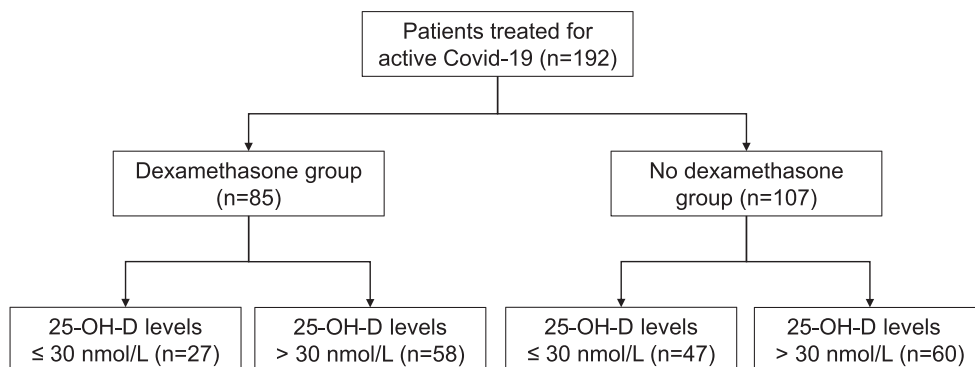 Patients treated for
active Covid-19 (n=192)
Dexamethasone group
(n=85)
No dexamethasone
group (n=107)
25-OH-D levels
≤ 30 nmol/L (n=27)
25-OH-D levels
> 30 nmol/L (n=58)
25-OH-D levels
≤ 30 nmol/L (n=47)
25-OH-D levels
> 30 nmol/L (n=60)